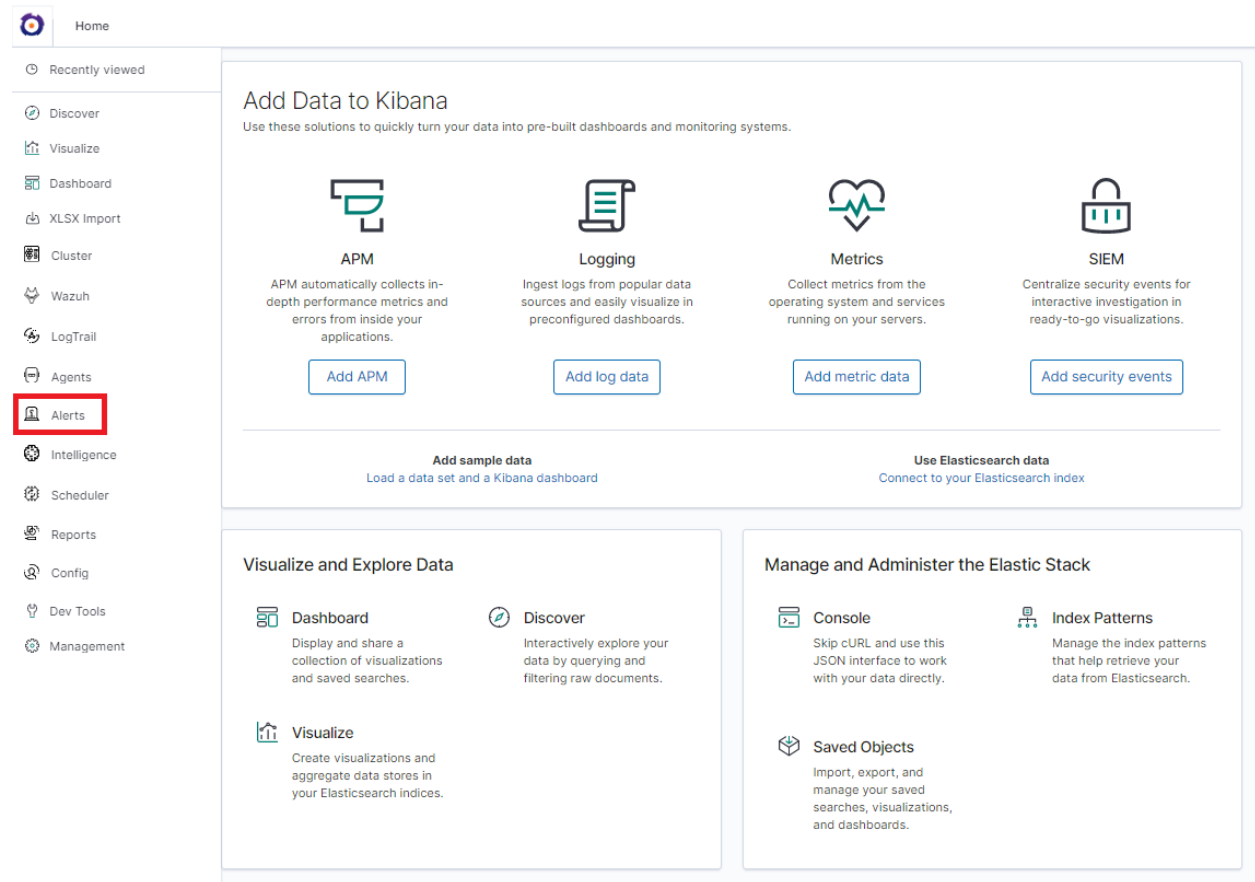 Home
Recently viewed
Discover
Visualize
Dashboard
XLSX Import
Cluster
Wazuh
LogTrail
Agents
Alerts
Intelligence
Scheduler
Reports
Config
Dev Tools
Management
Add Data to Kibana
Use these solutions to quickly turn your data into pre-built dashboards and monitoring systems.
APM
APM automatically collects in-
depth performance metrics and
errors from inside your
applications.
Add APM
Logging
Ingest logs from popular data
sources and easily visualize in
preconfigured dashboards.
Add log data
Metrics
Collect metrics from the
operating system and services
running on your servers.
Add metric data
SIEM
Centralize security events for
interactive investigation in
ready-to-go visualizations.
Add security events
Add sample data
Load a data set and a Kibana dashboard
Use Elasticsearch data
Connect to your Elasticsearch index
Visualize and Explore Data
Dashboard
Display and share a
collection of visualizations
and saved searches.
Discover
Interactively explore your
data by querying and
filtering raw documents.
Visualize
Create visualizations and
aggregate data stores in
your Elasticsearch indices.
Manage and Administer the Elastic Stack
Console
Skip cURL and use this
JSON interface to work
with your data directly.
Index Patterns
Manage the index patterns
that help retrieve your
data from Elasticsearch.
Saved Objects
Import, export, and
manage your saved
searches, visualizations,
and dashboards.